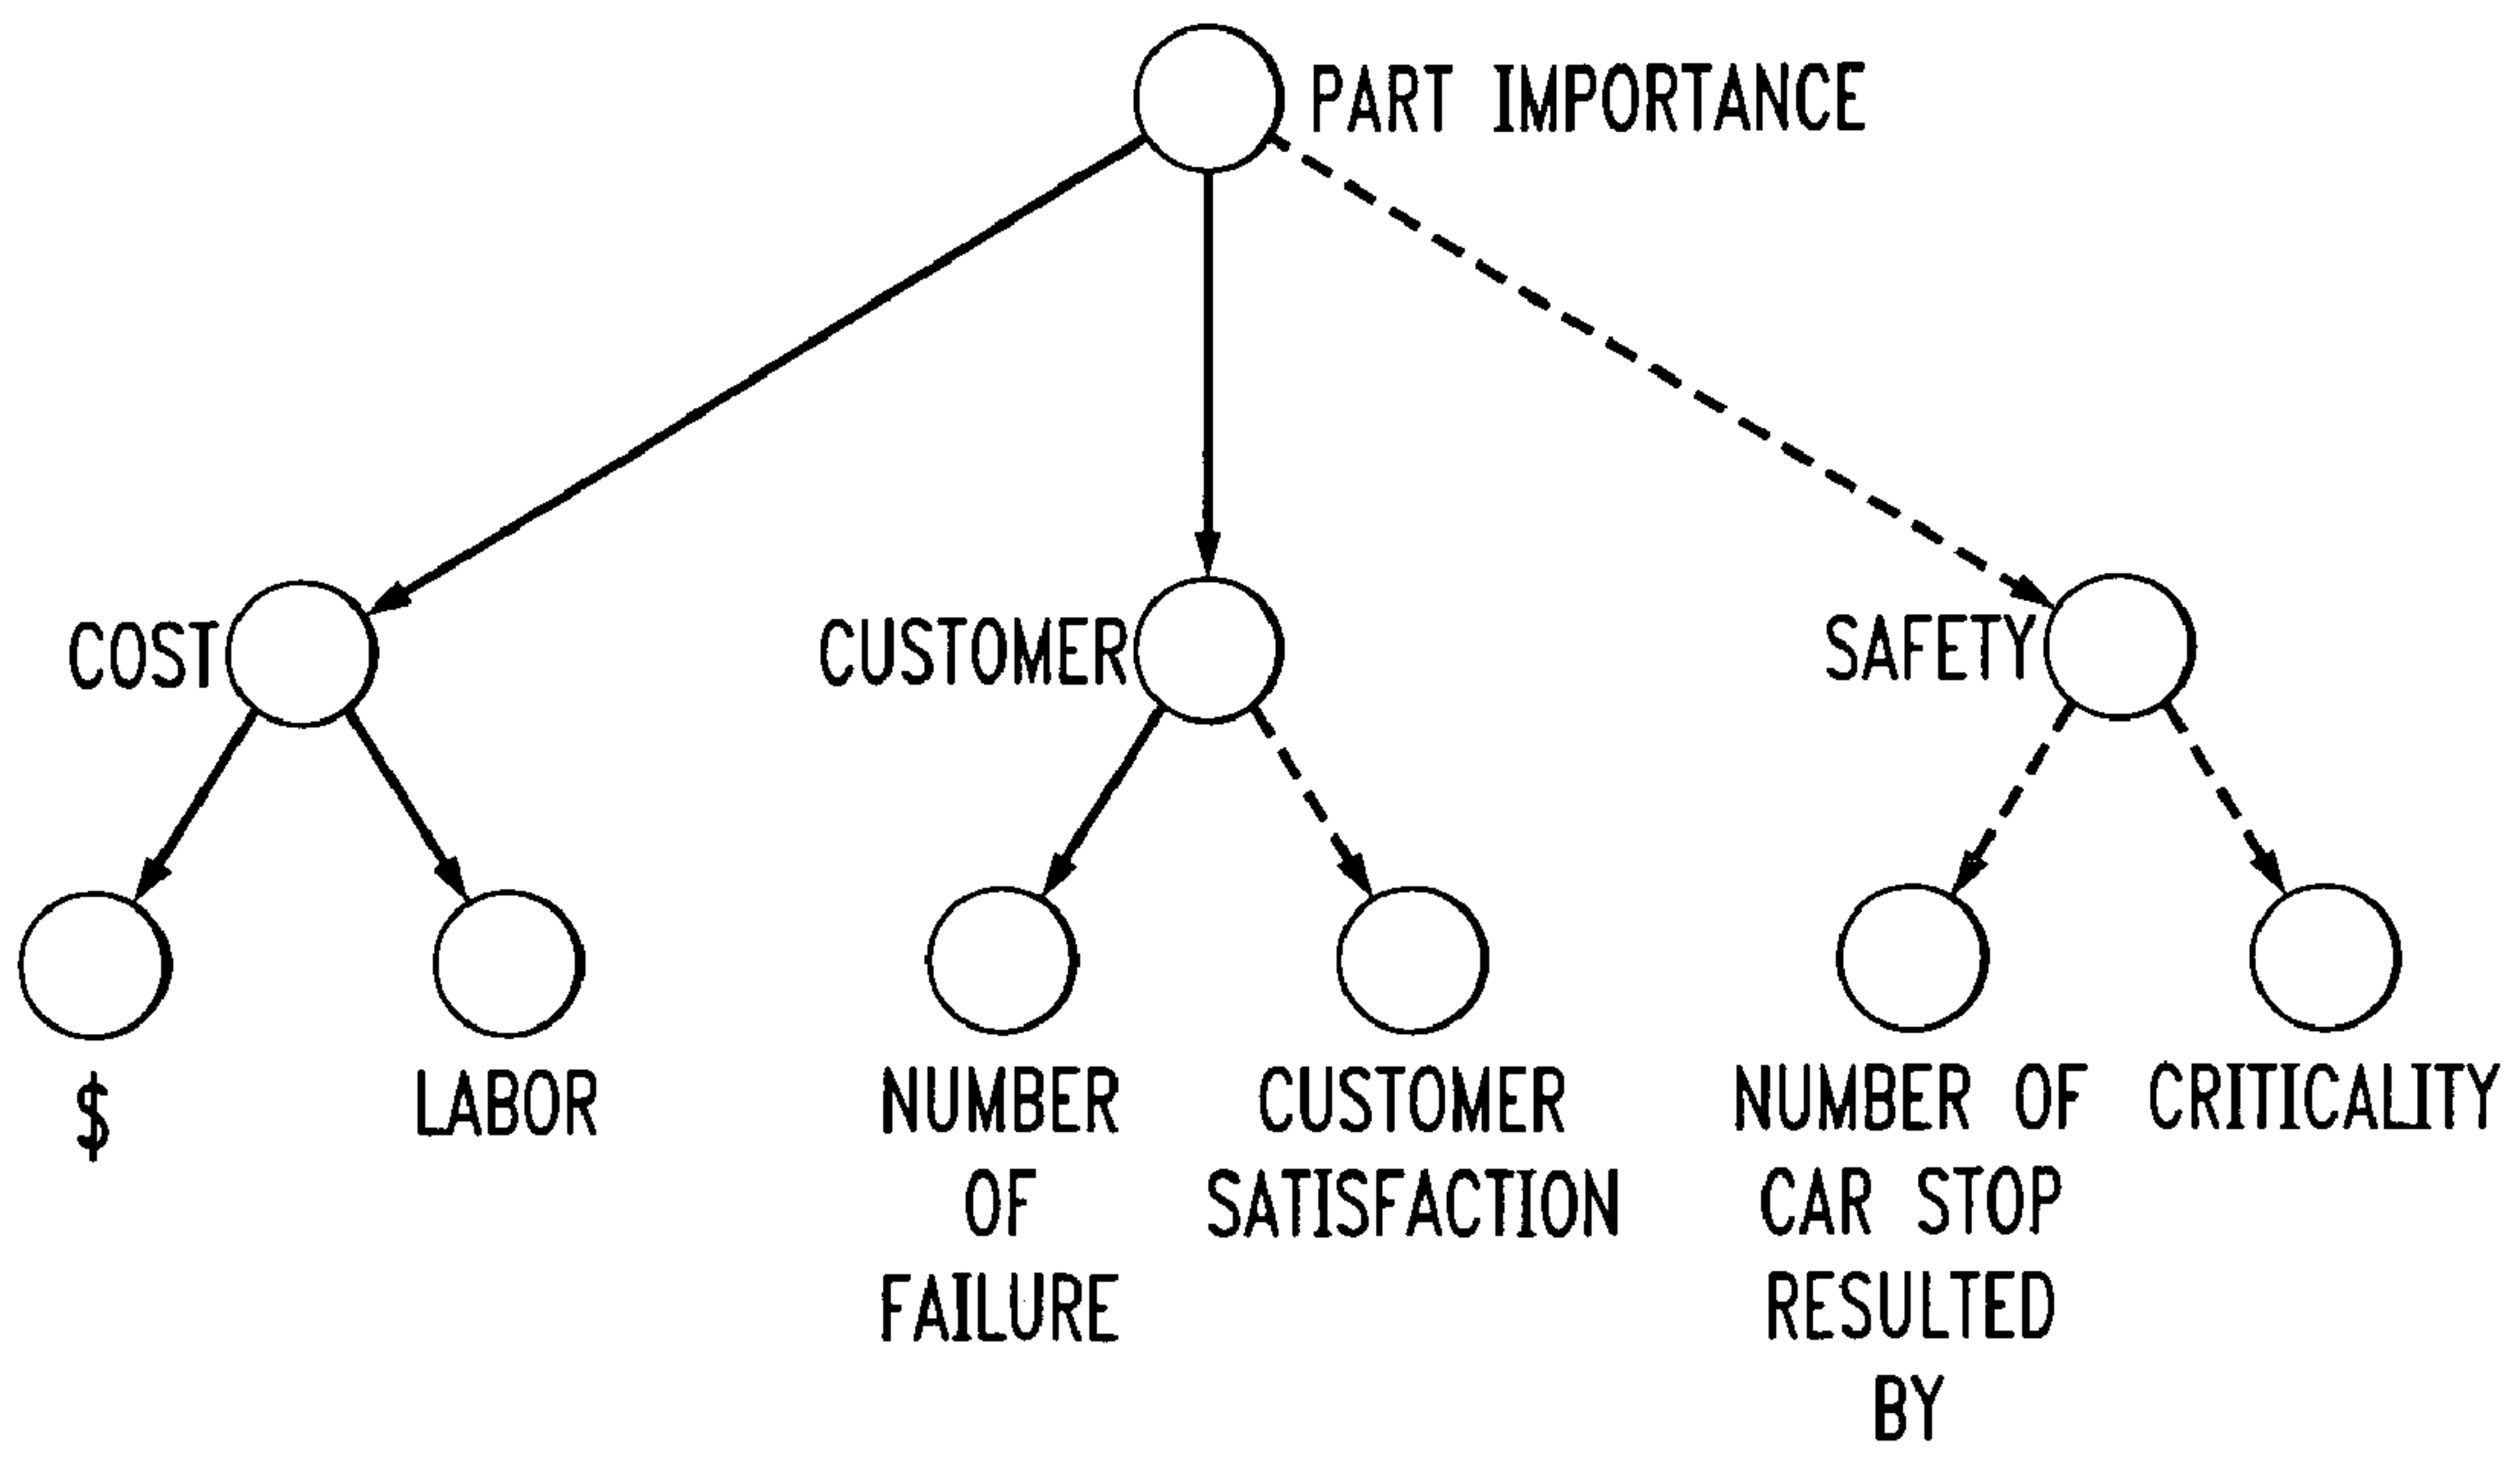 PART IMPORTANCE
COST
CUSTOMER
SAFETY
$
LABOR
NUMBER
OF
FAILURE
CUSTOMER
SATISFACTION
NUMBER OF
CAR STOP
RESULTED
BY
CRITICALITY